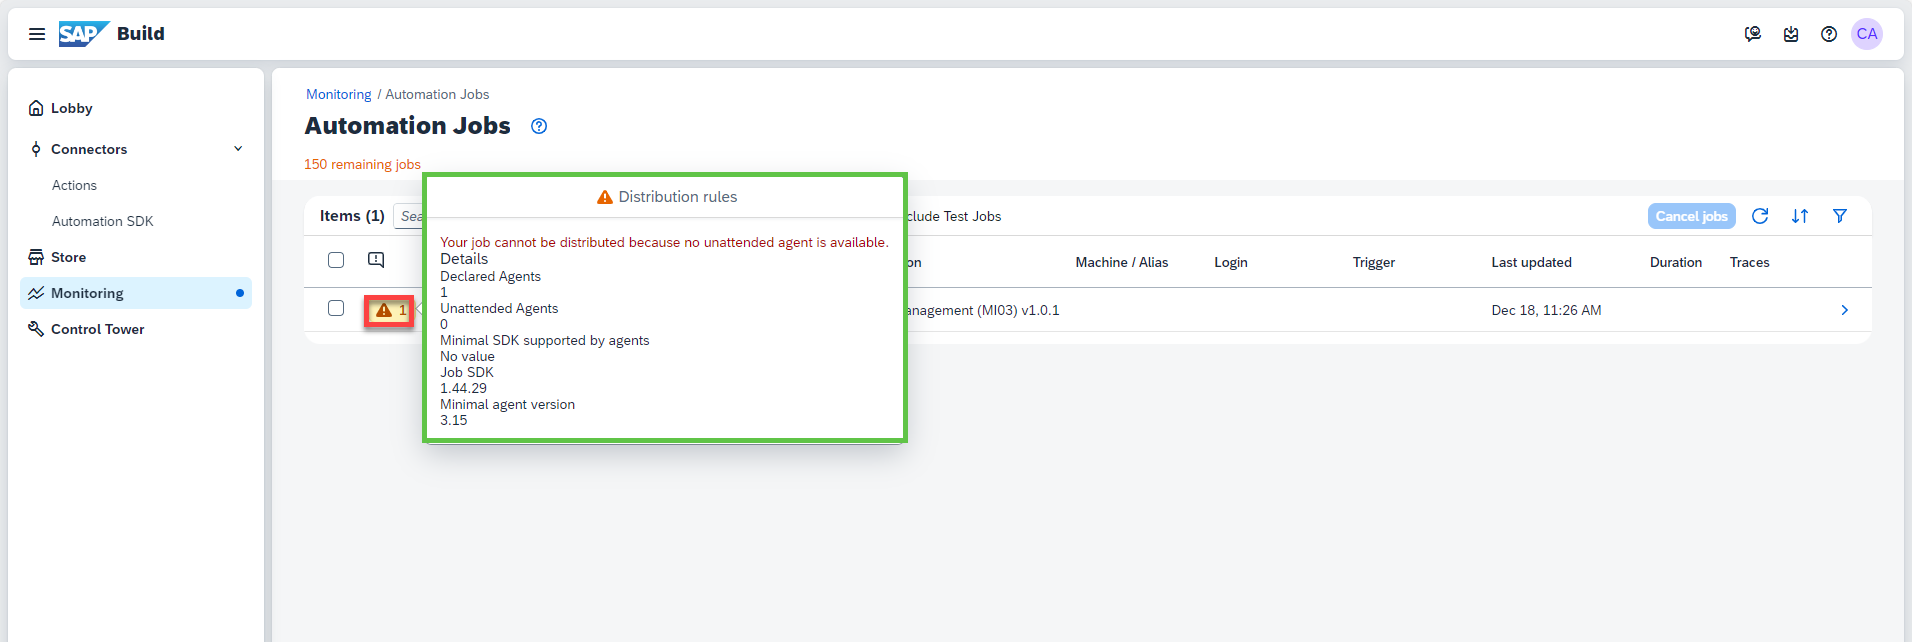 SAP Build
CA
Lobby
Connectors
Actions
Automation SDK
Store
Monitoring
Control Tower
Monitoring / Automation Jobs
Automation Jobs
150 remaining jobs
Items (1)
Sea
clude Test Jobs
Cancel jobs
on
Machine / Alias
Login
Trigger
Last updated
Duration
Traces
1
anagement (MI03) v1.0.1
Dec 18, 11:26 AM
Distribution rules
Your job cannot be distributed because no unattended agent is available.
Details
Declared Agents
1
Unattended Agents
0
Minimal SDK supported by agents
No value
Job SDK
1.44.29
Minimal agent version
3.15